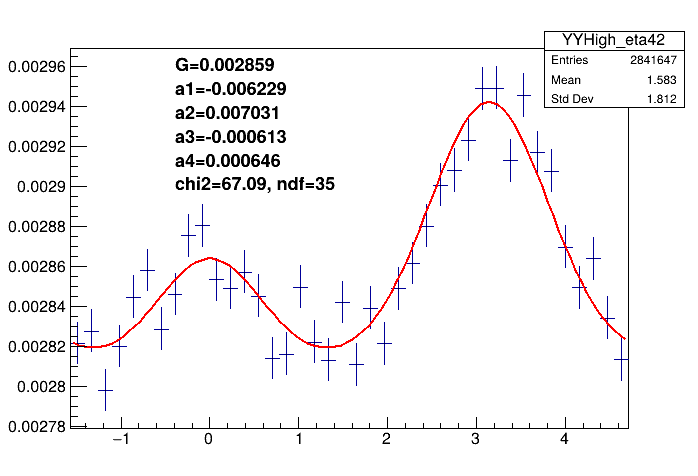 YYHigh_eta42
Entries 2841647
Mean 1.583
Std Dev 1.812
G=0.002859
a1=-0.006229
a2=0.007031
a3=-0.000613
a4=0.000646
chi2=67.09, ndf=35
0.00296
0.00294
0.00292
0.0029
0.00288
0.00286
0.00284
0.00282
0.0028
0.00278
−1 0 1 2 3 4